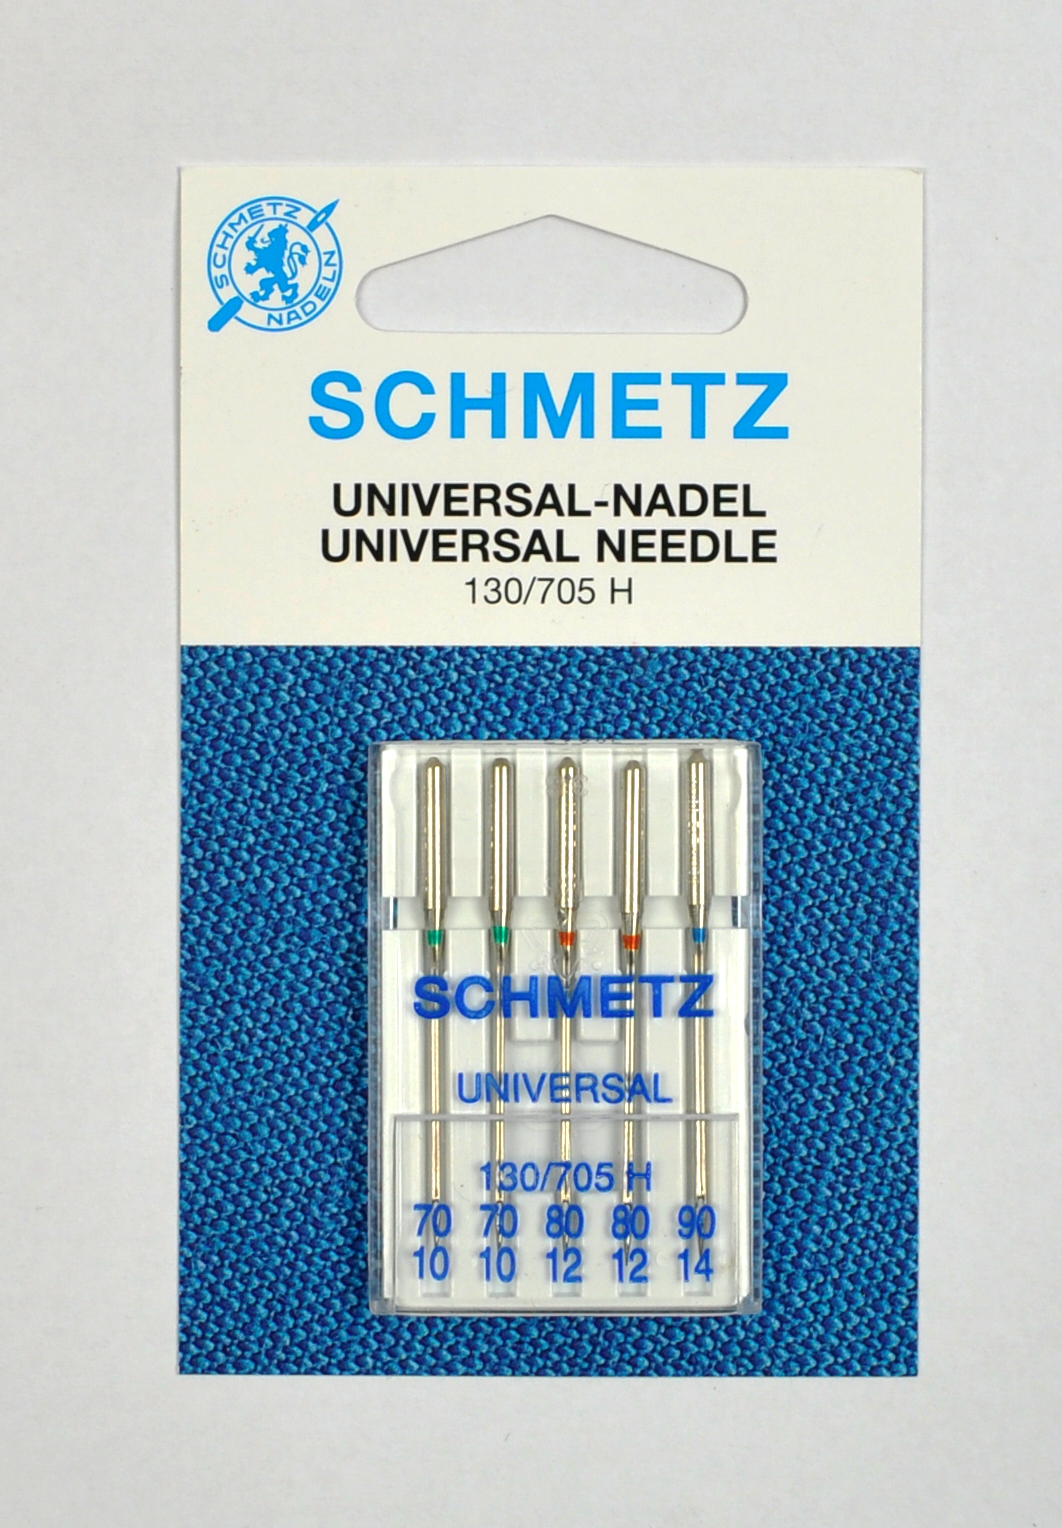 SCHMETZ
NADELN
SCHMETZ
UNIVERSAL-NADEL
UNIVERSAL NEEDLE
130/705 H
SCHMETZ
UNIVERSAL
130/705 H
70 70 80 80 90
10 10 12 12 14